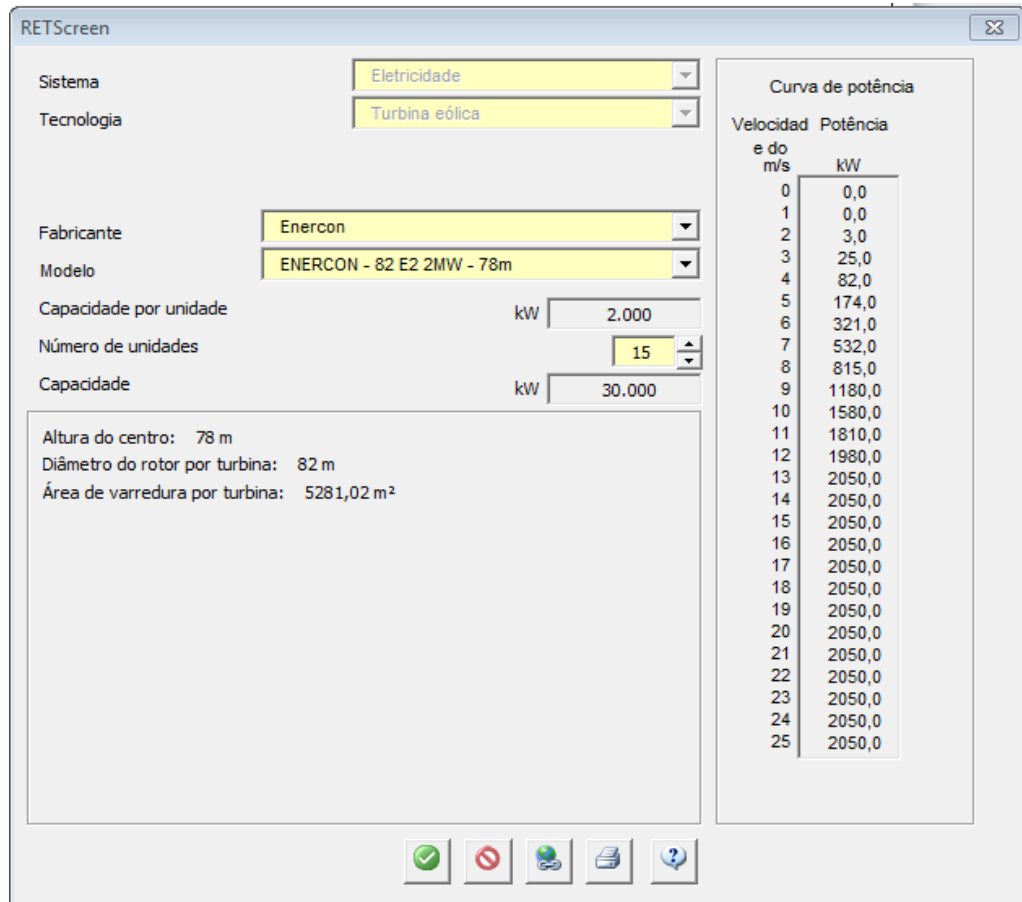 RETScreen
Sistema Eletricidade
Tecnologia Turbina eólica
Fabricante Enercon
Modelo ENERCON - 82 E2 2MW - 78m
Capacidade por unidade kW 2.000
Número de unidades 15
Capacidade kW 30.000
Altura do centro: 78 m
Diâmetro do rotor por turbina: 82 m
Área de varredura por turbina: 5281,02 m²
Curva de potência
Velocidad Potência
e do
m/s kW
0 0,0
1 0,0
2 3,0
3 25,0
4 82,0
5 174,0
6 321,0
7 532,0
8 815,0
9 1180,0
10 1580,0
11 1810,0
12 1980,0
13 2050,0
14 2050,0
15 2050,0
16 2050,0
17 2050,0
18 2050,0
19 2050,0
20 2050,0
21 2050,0
22 2050,0
23 2050,0
24 2050,0
25 2050,0